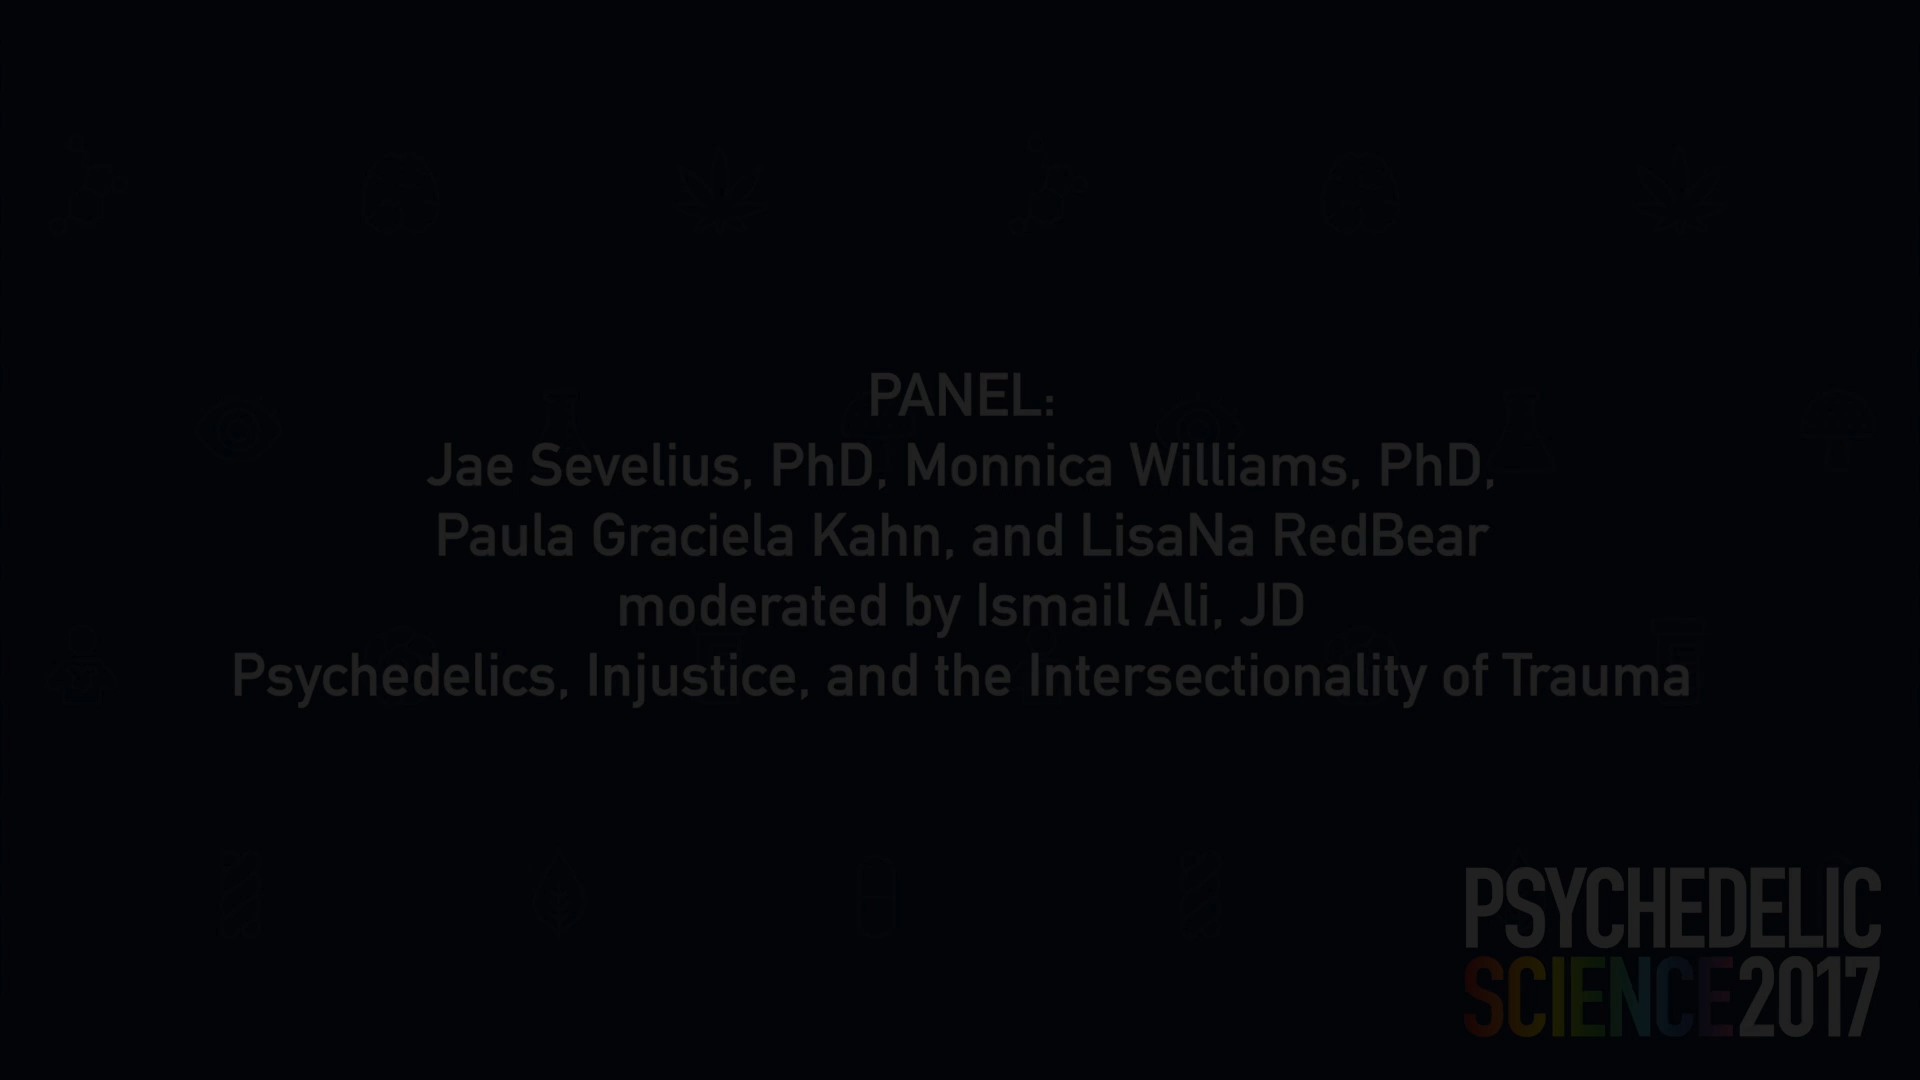 PANEL:
Jae Sevelius, PhD, Monnica Williams, PhD,
Paula Graciela Kahn, and LisaNa RedBear
moderated by Ismail Ali, JD
Psychedelics, Injustice, and the Intersectionality of Trauma
PSYCHEDELIC
SCIENCE2017